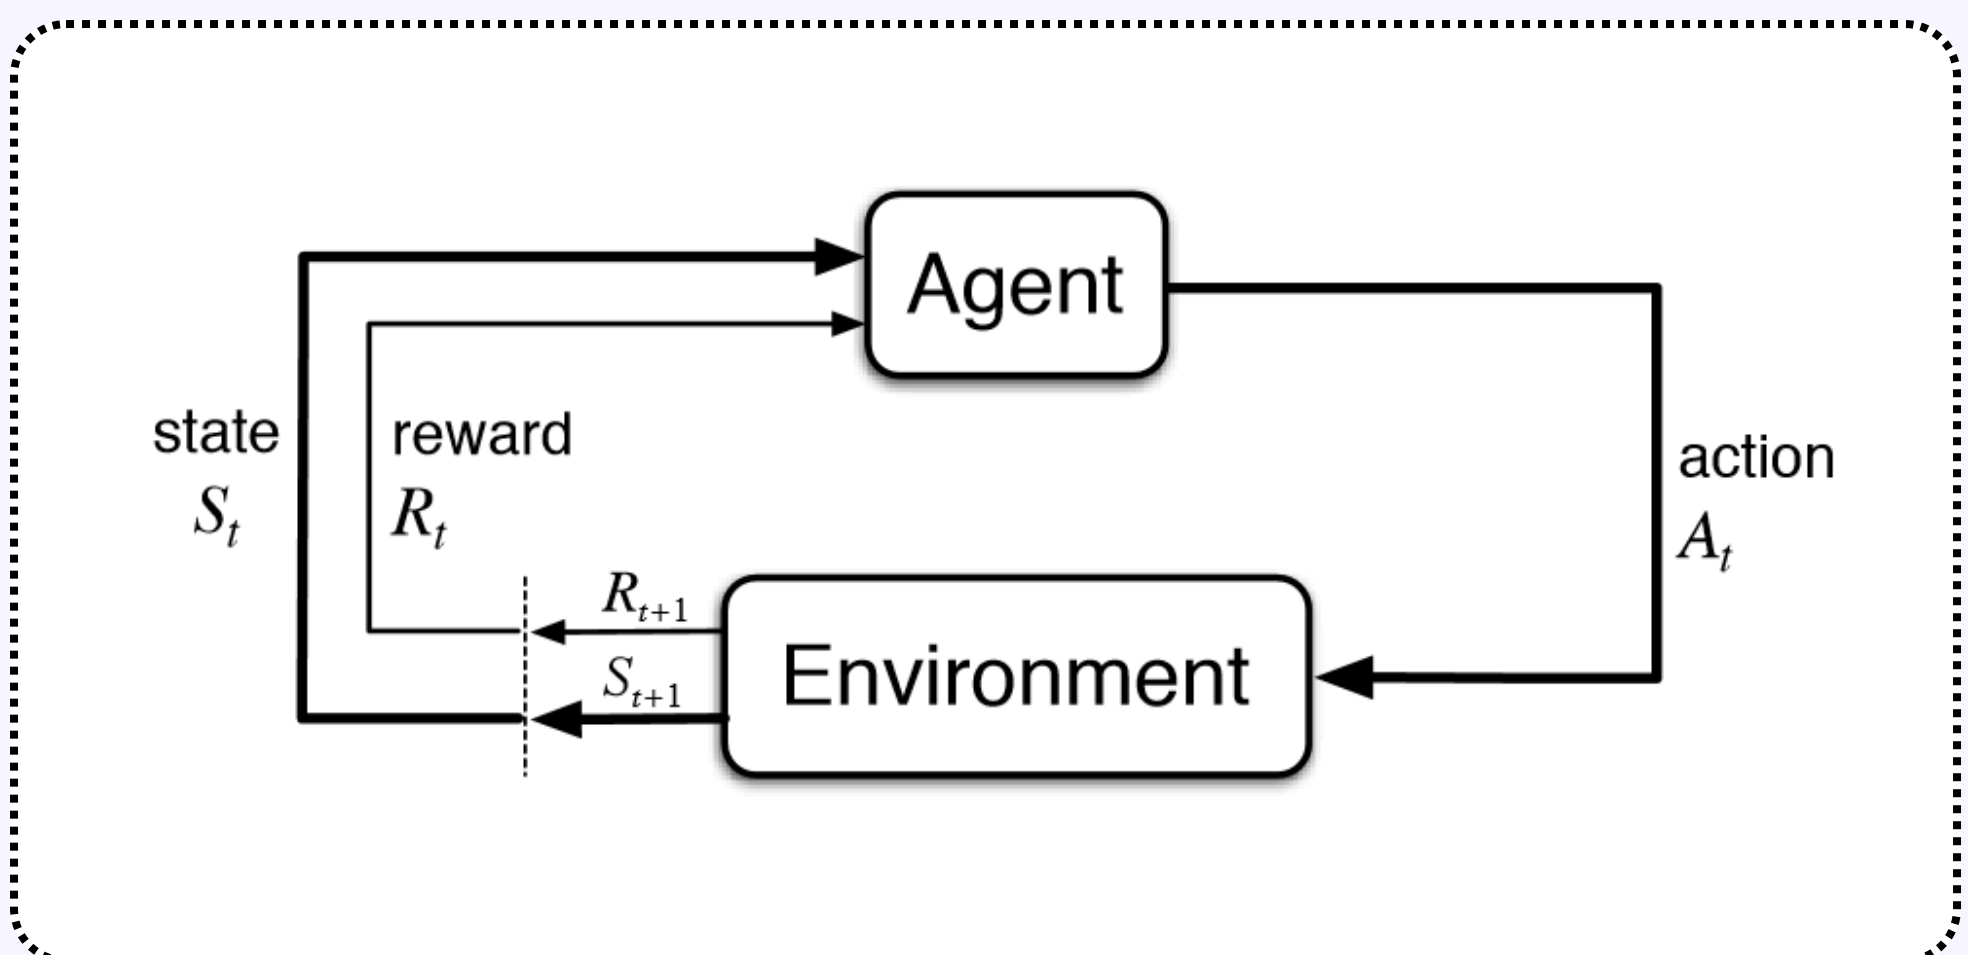 Agent
state
S_t
reward
R_t
action
A_t
R_{t+1}
S_{t+1}
Environment